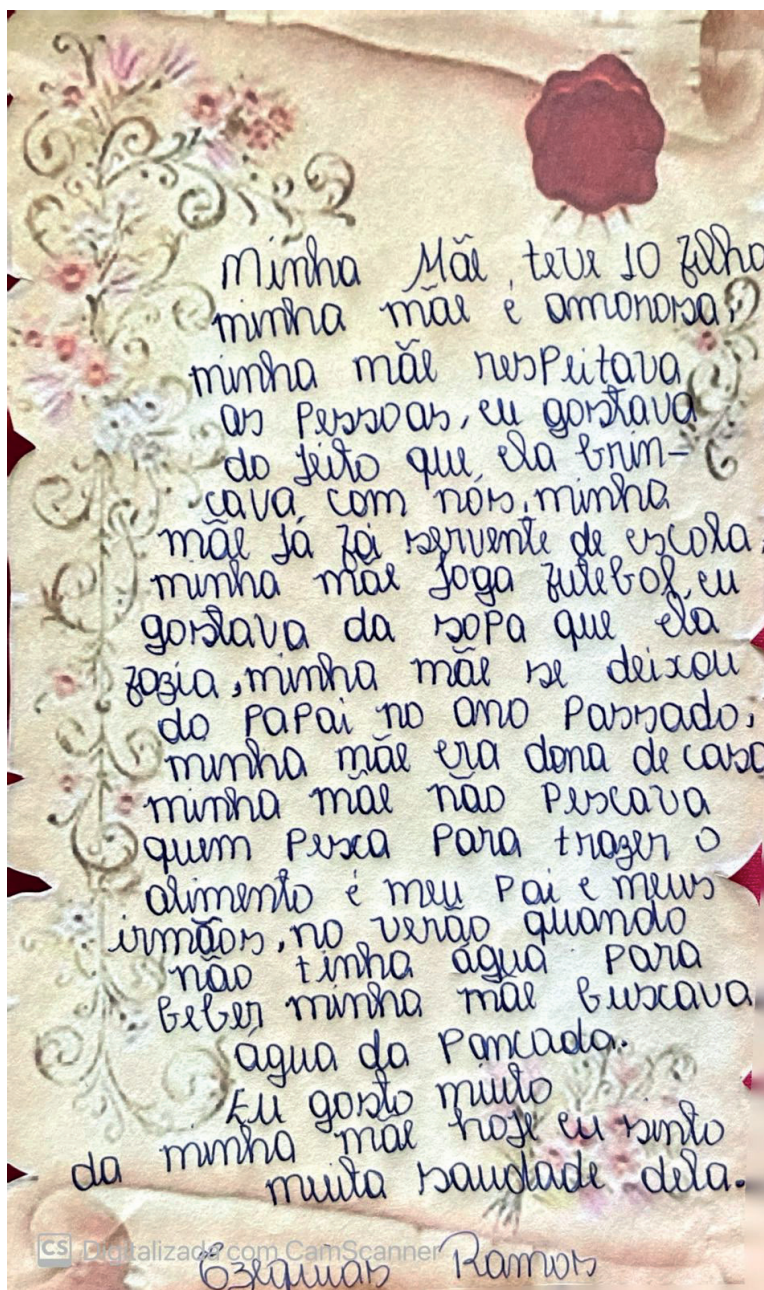 Minha Mãe, teve 10 filho
minha mãe é amorosa,
minha mãe respeitava
as pessoas, eu gostava
do jeito que, ela brin-
cava, com nós, minha
mãe já foi servente de escola,
minha mãe joga futebol, eu
gostava da sopa que ela
fazia, minha mãe se deixou
do papai no ano passado,
minha mãe era dona de casa
minha mãe não pescava
quem pesca para trazer o
alimento é meu pai e meus
irmãos, no verão quando
não tinha água para
beber minha mãe buscava
água da Pancada.
Eu gosto muito
da minha mãe hoje eu sinto
muita saudade dela.
CS Digitalizada com CamScanner
Ezequias Ramos